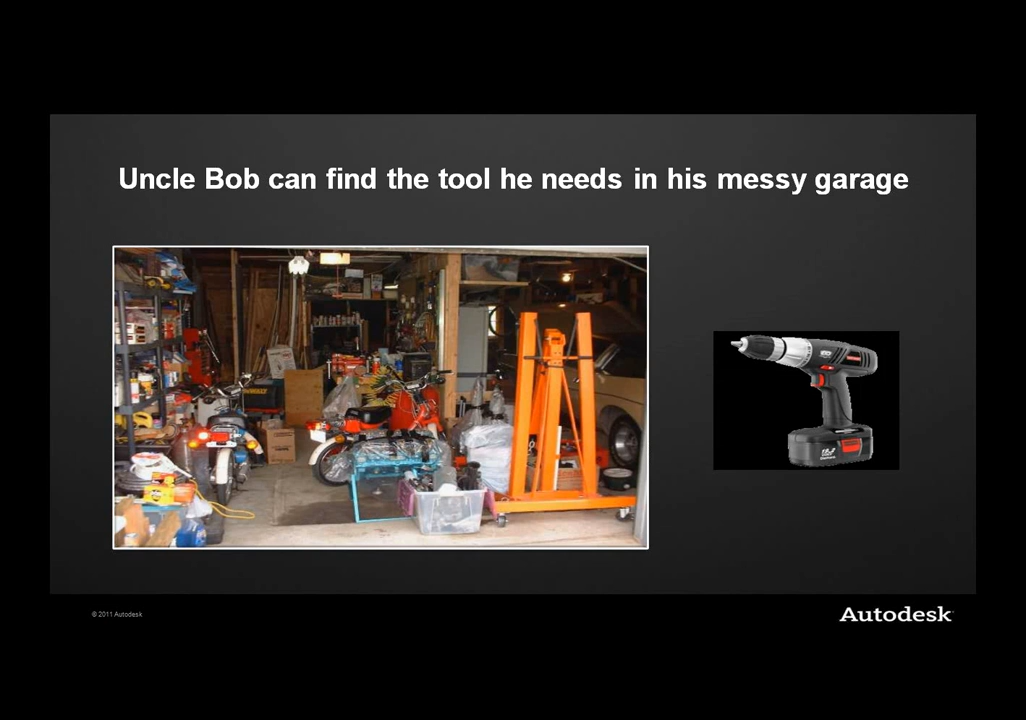 Uncle Bob can find the tool he needs in his messy garage
© 2011 Autodesk
Autodesk